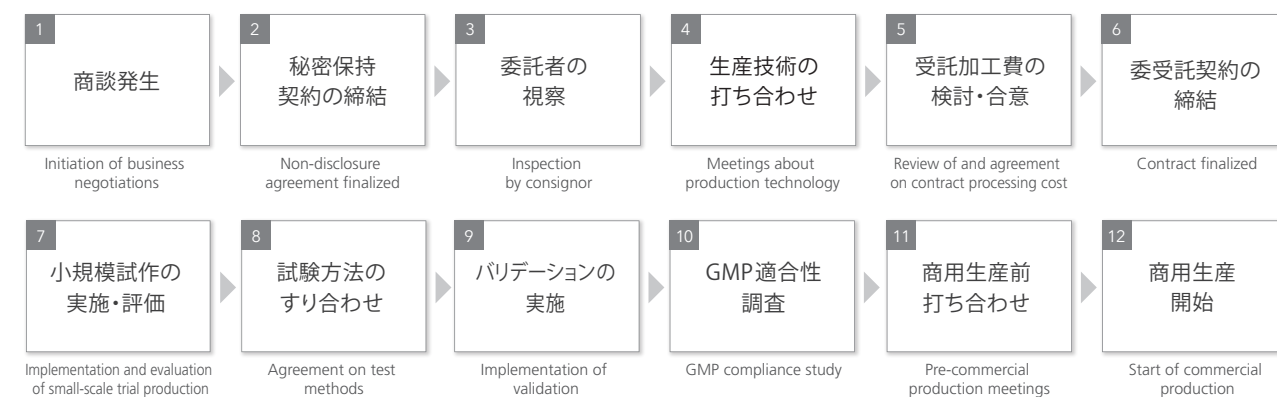 1
商談発生
Initiation of business
negotiations
2
秘密保持
契約の締結
Non-disclosure
agreement finalized
3
委託者の
視察
Inspection
by consignor
4
生産技術の
打ち合わせ
Meetings about
production technology
5
受託加工費の
検討・合意
Review of and agreement
on contract processing cost
6
委受託契約の
締結
Contract finalized
7
小規模試作の
実施・評価
Implementation and evaluation
of small-scale trial production
8
試験方法の
すり合わせ
Agreement on test
methods
9
バリデーションの
実施
Implementation of
validation
10
GMP適合性
調査
GMP compliance study
11
商用生産前
打ち合わせ
Pre-commercial
production meetings
12
商用生産
開始
Start of commercial
production